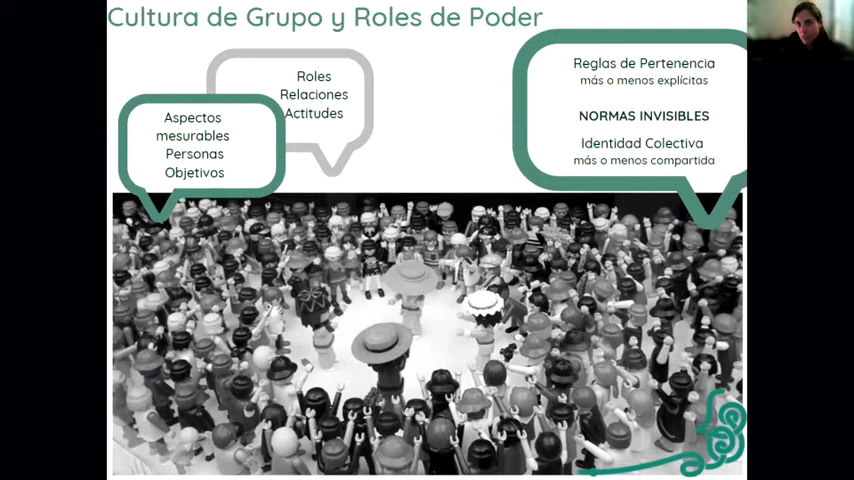 Cultura de Grupo y Roles de Poder
Roles
Relaciones
Actitudes
Aspectos
mesurables
Personas
Objetivos
Reglas de Pertenencia
más o menos explícitas
NORMAS INVISIBLES
Identidad Colectiva
más o menos compartida